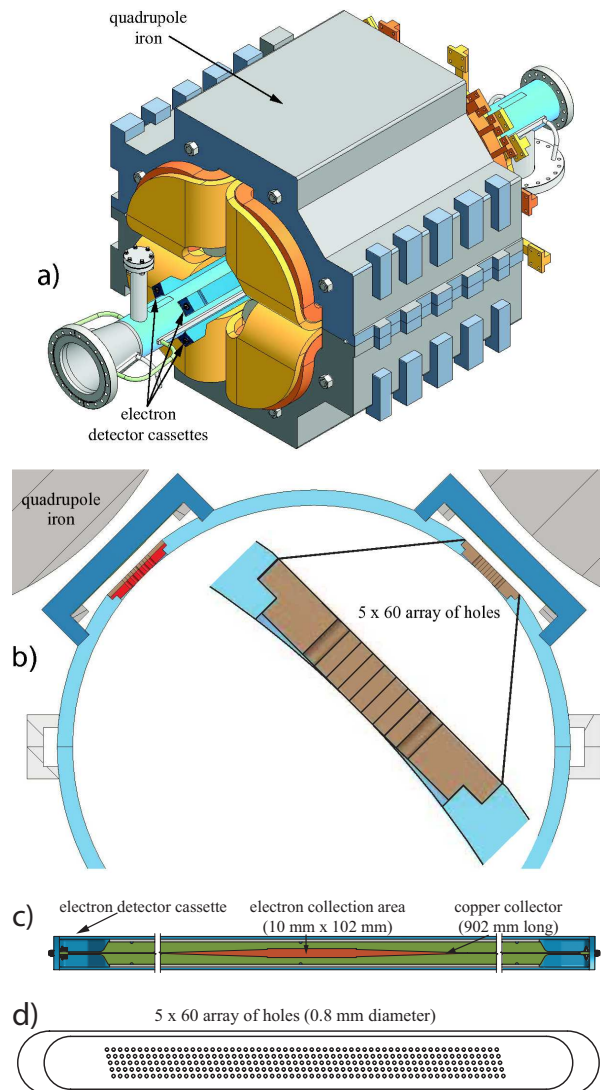 quadrupole
iron
a)
electron
detector cassettes
quadrupole
iron
5 x 60 array of holes
b)
c)
electron detector cassette
electron collection area
(10 mm x 102 mm)
copper collector
(902 mm long)
d)
5 x 60 array of holes (0.8 mm diameter)